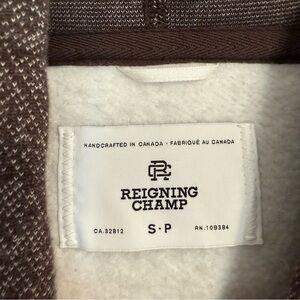 HANDCRAFTED IN CANADA · FABRIQUÉ AU CANADA
RC
REIGNING
CHAMP
CA.32812 S·P RN.109384